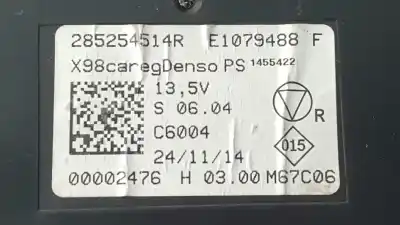 285254514R E1079488 F
X98caregDenso PS 1455422
13,5V
S 06.04
R
C6004
015
24/11/14
00002476 H 03.00 M67C06